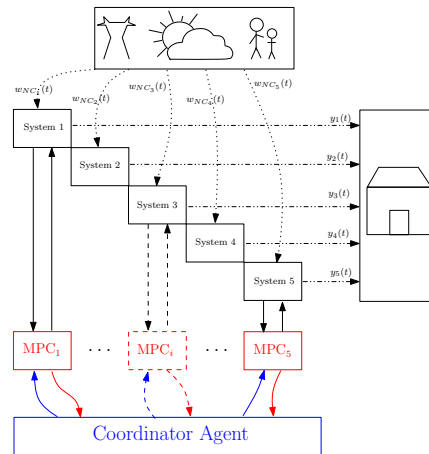 w_{NC_1}(t)
w_{NC_2}(t)
w_{NC_3}(t)
w_{NC_4}(t)
w_{NC_5}(t)
System 1
y_1(t)
System 2
y_2(t)
System 3
y_3(t)
System 4
y_4(t)
System 5
y_5(t)
MPC_1
...
MPC_i
...
MPC_5
Coordinator Agent